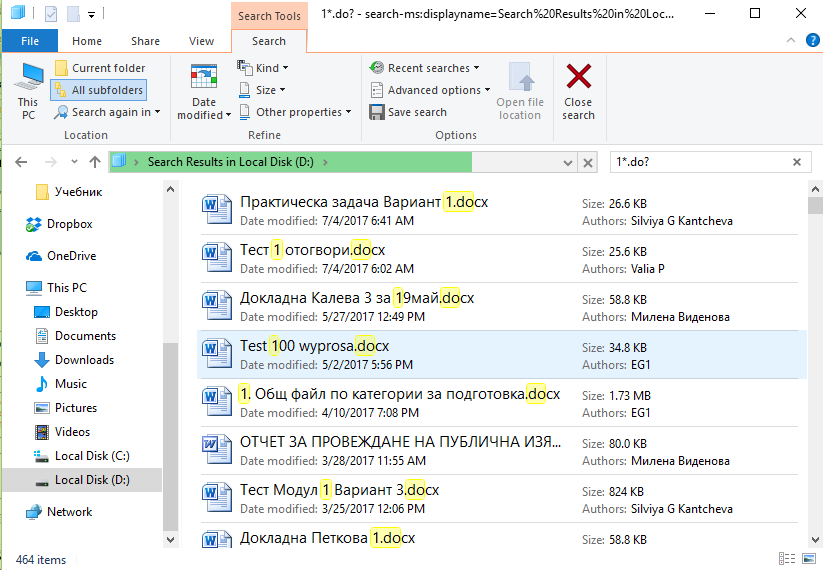 Search Tools
1*.do? - search-ms:displayname=Search%20Results%20in%20Loc...
File Home Share View Search
This PC
Current folder
All subfolders
Search again in
Location
Date modified
Kind
Size
Other properties
Refine
Recent searches
Advanced options
Save search
Open file location
Options
Close search
Search Results in Local Disk (D:)
1*.do?
Учебник
Dropbox
OneDrive
This PC
Desktop
Documents
Downloads
Music
Pictures
Videos
Local Disk (C:)
Local Disk (D:)
Network
Практическа задача Вариант 1.docx
Date modified: 7/4/2017 6:41 AM
Size: 26.6 KB
Authors: Silviya G Kantcheva
Тест 1 отогвори.docx
Date modified: 7/4/2017 6:02 AM
Size: 25.6 KB
Authors: Valia P
Докладна Калева 3 за 19май.docx
Date modified: 5/27/2017 12:49 PM
Size: 58.8 KB
Authors: Милена Виденова
Test 100 wyprosa.docx
Date modified: 5/2/2017 5:56 PM
Size: 34.8 KB
Authors: EG1
1. Общ файл по категории за подготовка.docx
Date modified: 4/10/2017 7:08 PM
Size: 1.73 MB
Authors: EG1
ОТЧЕТ ЗА ПРОВЕЖДАНЕ НА ПУБЛИЧНА ИЗЯ...
Date modified: 3/28/2017 11:55 AM
Size: 80.0 KB
Authors: Милена Виденова
Тест Модул 1 Вариант 3.docx
Date modified: 3/25/2017 12:06 PM
Size: 824 KB
Authors: Silviya G Kantcheva
Докладна Петкова 1.docx
Size: 58.8 KB
464 items